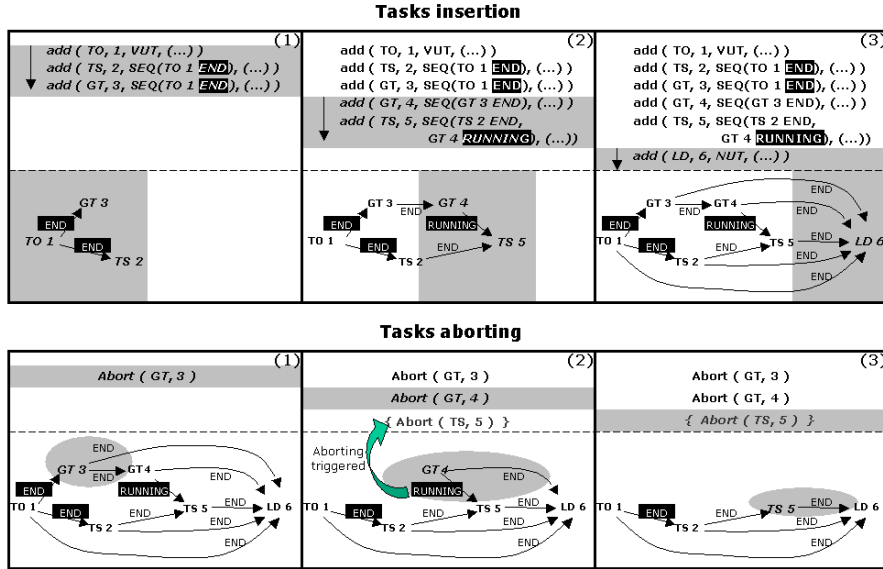 Tasks insertion
(1)
add ( TO, 1, VUT, (...) )
add ( TS, 2, SEQ(TO 1 END), (...) )
add ( GT, 3, SEQ(TO 1 END), (...) )
GT 3
END
TO 1
END
TS 2
(2)
add ( TO, 1, VUT, (...) )
add ( TS, 2, SEQ(TO 1 END), (...) )
add ( GT, 3, SEQ(TO 1 END), (...) )
add ( GT, 4, SEQ(GT 3 END), (...) )
add ( TS, 5, SEQ(TS 2 END,
GT 4 RUNNING), (...))
GT 3
END
GT 4
END
RUNNING
TO 1
END
END
TS 5
TS 2
(3)
add ( TO, 1, VUT, (...) )
add ( TS, 2, SEQ(TO 1 END), (...) )
add ( GT, 3, SEQ(TO 1 END), (...) )
add ( GT, 4, SEQ(GT 3 END), (...) )
add ( TS, 5, SEQ(TS 2 END,
GT 4 RUNNING), (...))
add ( LD, 6, NUT, (...) )
END
GT 3
END
GT4
END
END
RUNNING
TO 1
END
END
TS 5
END
LD 6
TS 2
END
END
Tasks aborting
(1)
Abort ( GT, 3 )
END
GT 3
END
GT4
END
END
RUNNING
TO 1
END
END
TS 5
END
LD 6
TS 2
END
END
(2)
Abort ( GT, 3 )
Abort ( GT, 4 )
{ Abort ( TS, 5 ) }
Aborting
triggered
GT4
END
RUNNING
TO 1
END
END
TS 5
END
LD 6
TS 2
END
END
(3)
Abort ( GT, 3 )
Abort ( GT, 4 )
{ Abort ( TS, 5 ) }
TO 1
END
END
TS 5
END
LD 6
TS 2
END
END